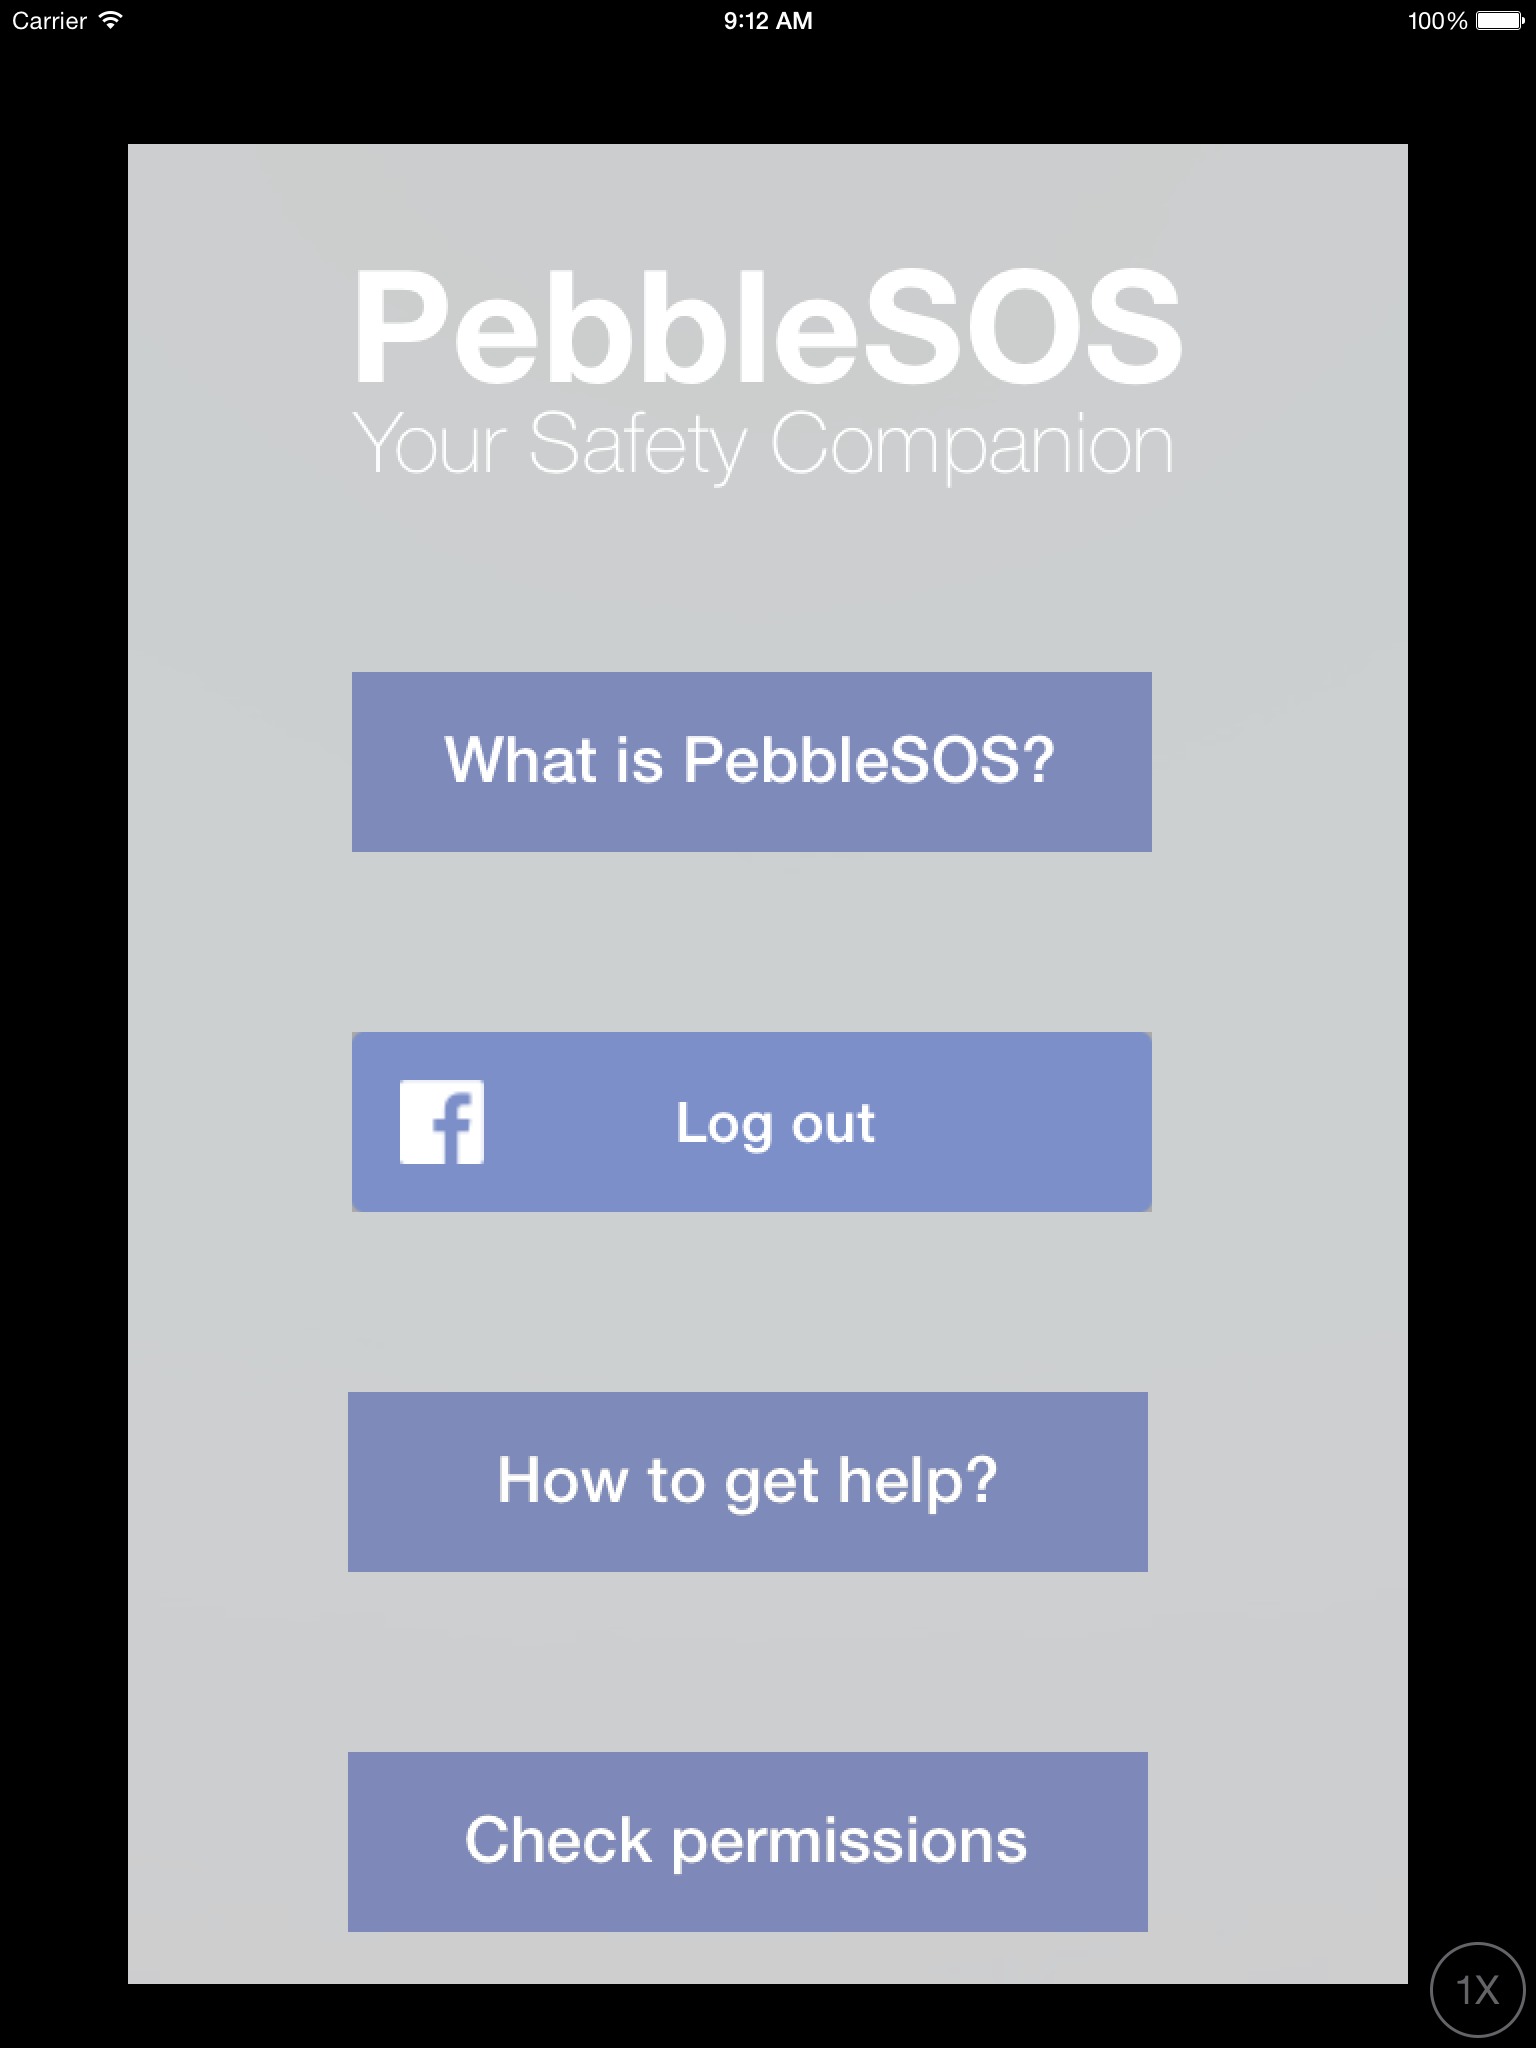 Carrier 9:12 AM 100%
PebbleSOS
Your Safety Companion
What is PebbleSOS?
Log out
How to get help?
Check permissions
1X